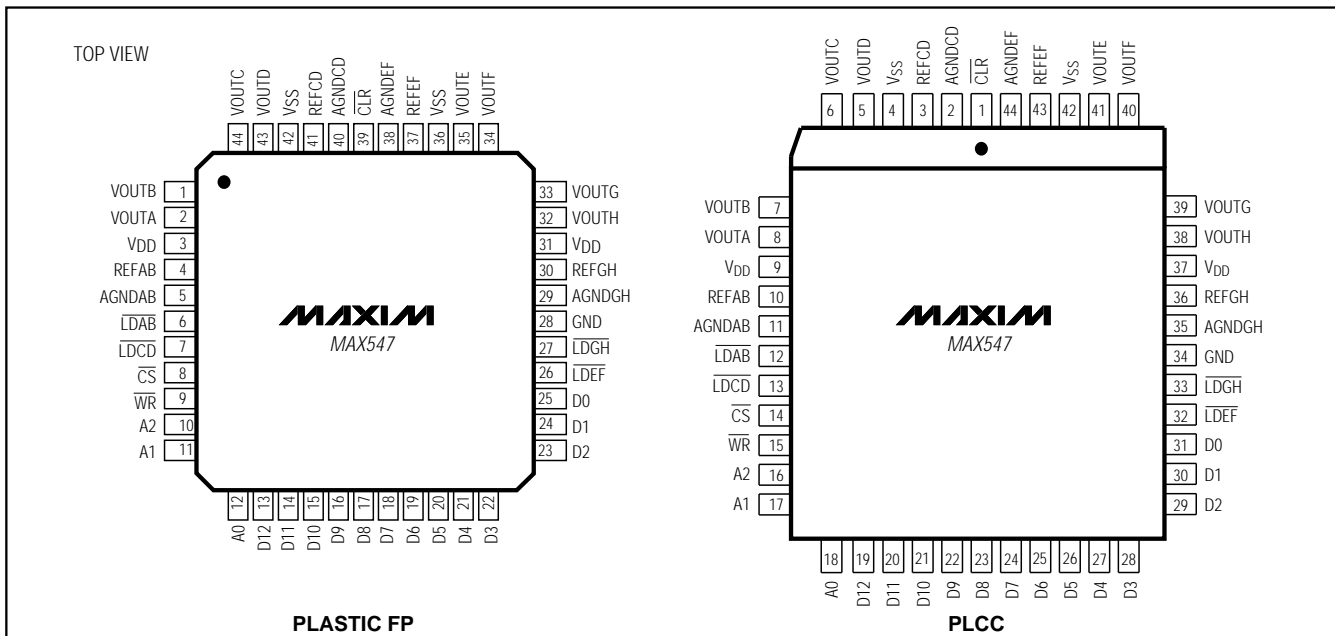 TOP VIEW
VOUTC
VOUTD
VSS
REFCD
AGNDCD
CLR
AGNDEF
REFEF
VSS
VOUTE
VOUTF
44 43 42 41 40 39 38 37 36 35 34
VOUTB 1
VOUTA 2
VDD 3
REFAB 4
AGNDAB 5
LDAB 6
LDCD 7
CS 8
WR 9
A2 10
A1 11
33 VOUTG
32 VOUTH
31 VDD
30 REFGH
29 AGNDGH
28 GND
27 LDGH
26 LDEF
25 D0
24 D1
23 D2
MAXIM
MAX547
12 13 14 15 16 17 18 19 20 21 22
A0
D12
D11
D10
D9
D8
D7
D6
D5
D4
D3
PLASTIC FP
VOUTC
VOUTD
VSS
REFCD
AGNDCD
CLR
AGNDEF
REFEF
VSS
VOUTE
VOUTF
6 5 4 3 2 1 44 43 42 41 40
VOUTB 7
VOUTA 8
VDD 9
REFAB 10
AGNDAB 11
LDAB 12
LDCD 13
CS 14
WR 15
A2 16
A1 17
39 VOUTG
38 VOUTH
37 VDD
36 REFGH
35 AGNDGH
34 GND
33 LDGH
32 LDEF
31 D0
30 D1
29 D2
MAXIM
MAX547
18 19 20 21 22 23 24 25 26 27 28
A0
D12
D11
D10
D9
D8
D7
D6
D5
D4
D3
PLCC